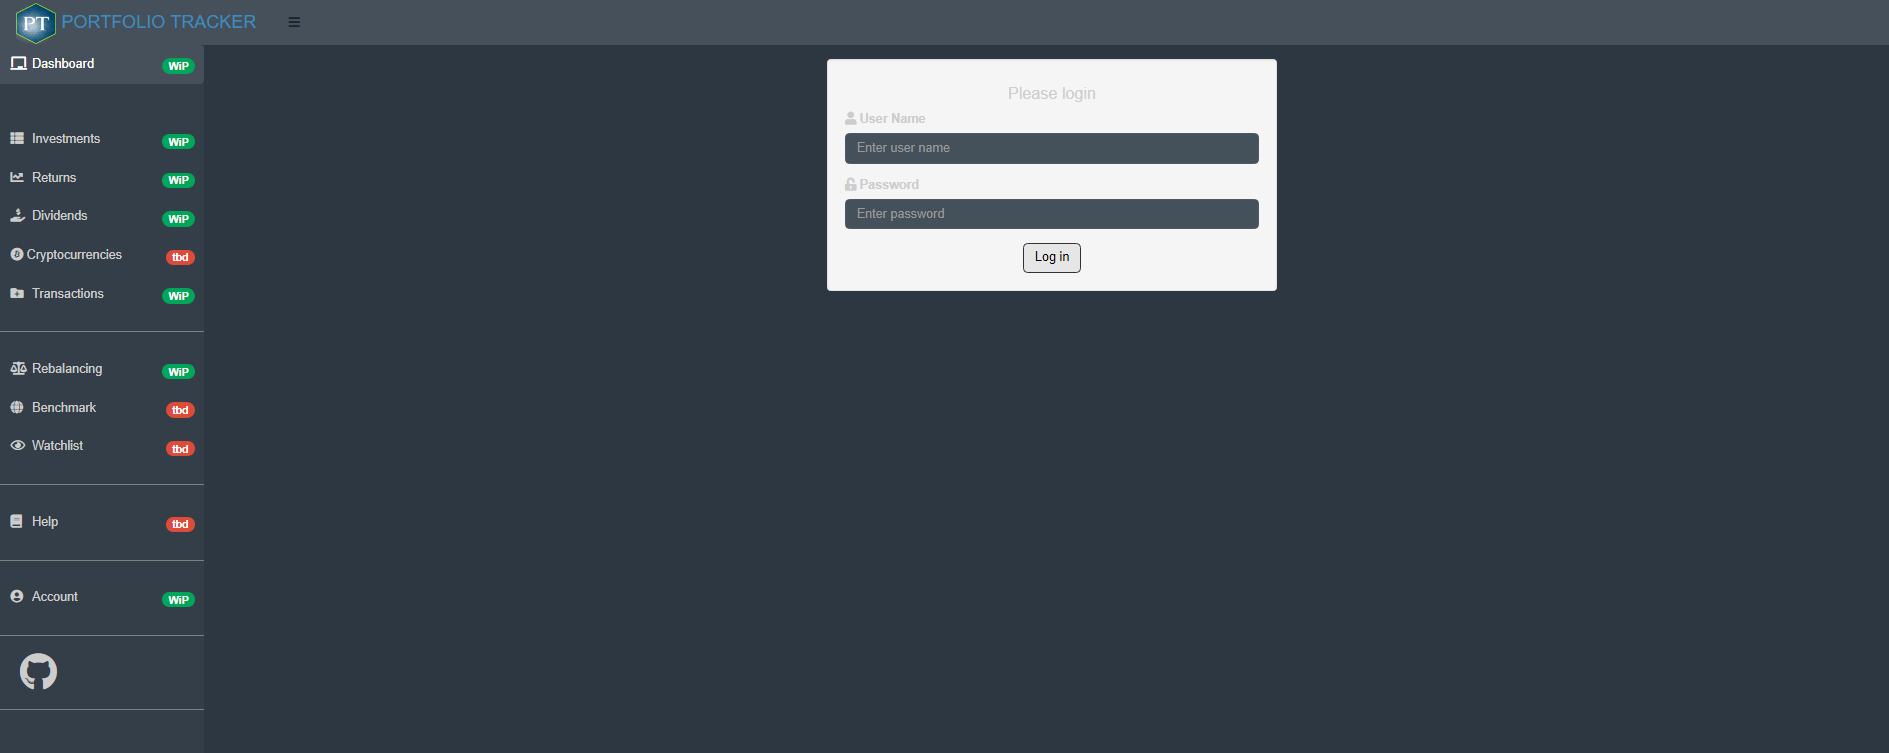 PT PORTFOLIO TRACKER
Dashboard WiP
Investments WiP
Returns WiP
Dividends WiP
Cryptocurrencies tbd
Transactions WiP
Rebalancing WiP
Benchmark tbd
Watchlist tbd
Help tbd
Account WiP
Please login
User Name
Enter user name
Password
Enter password
Log in